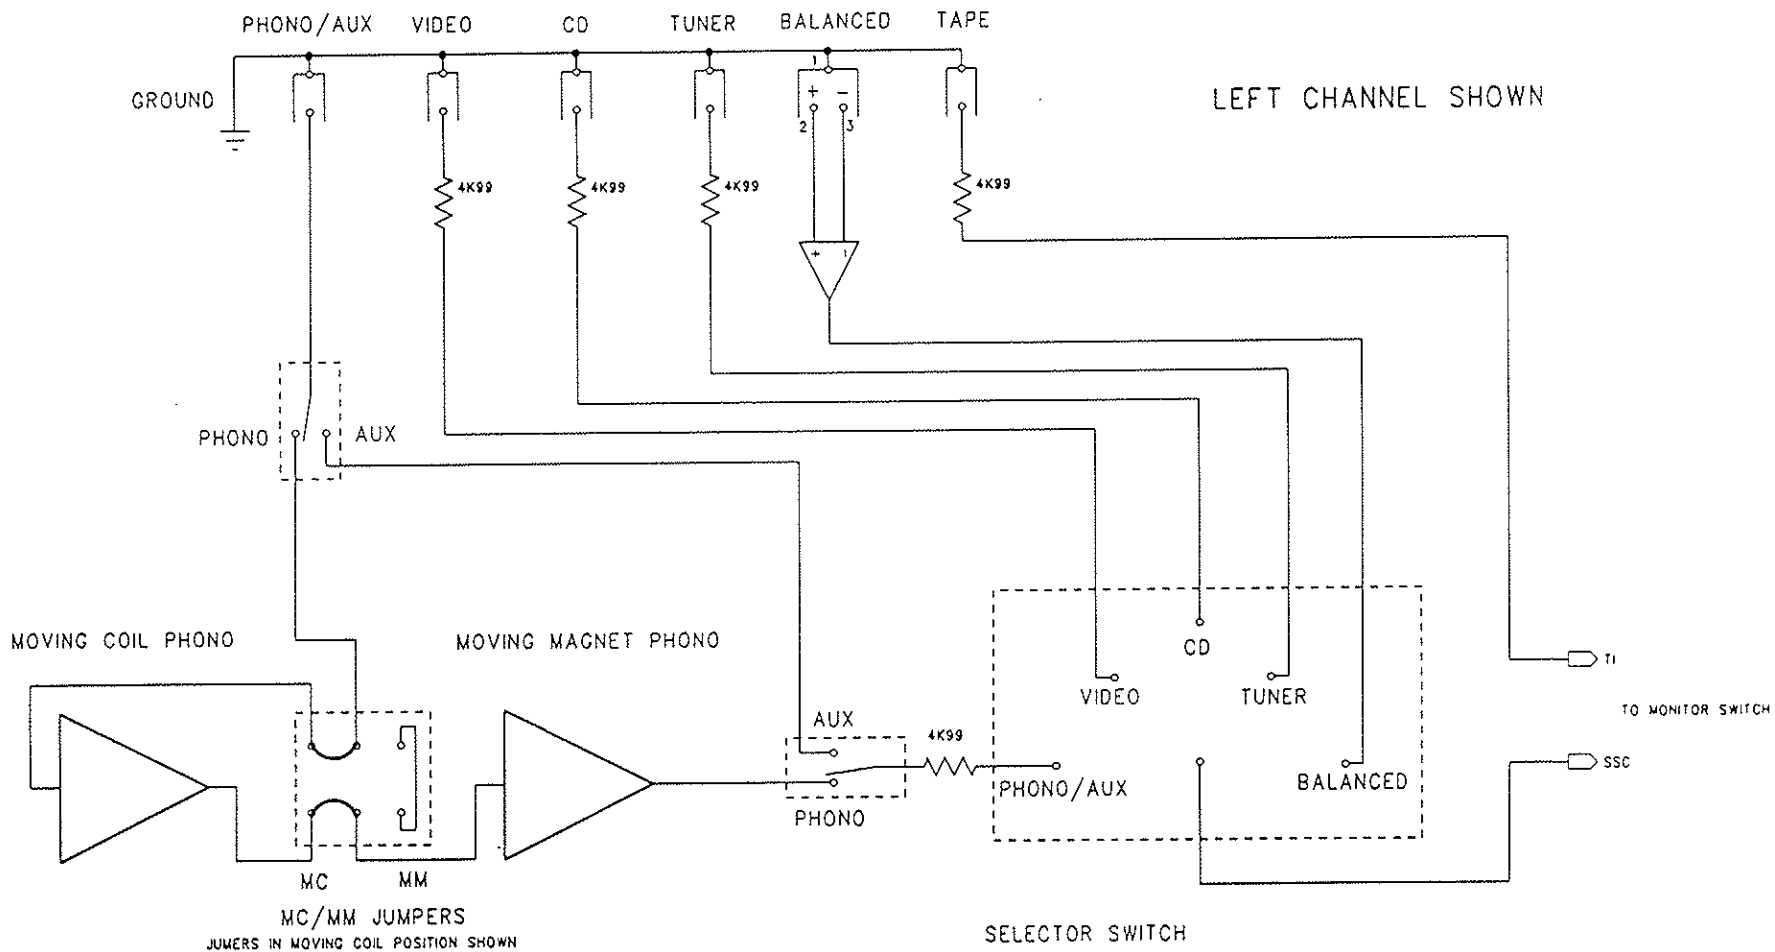 PHONO/AUX VIDEO CD TUNER BALANCED TAPE
1
GROUND
+ -
2 3
LEFT CHANNEL SHOWN
4K99 4K99 4K99 4K99
+ 1
PHONO AUX
MOVING COIL PHONO
MOVING MAGNET PHONO
CD
VIDEO TUNER
T1
TO MONITOR SWITCH
AUX
4K99
SSC
PHONO/AUX BALANCED
PHONO
MC MM
MC/MM JUMPERS
JUMERS IN MOVING COIL POSITION SHOWN
SELECTOR SWITCH